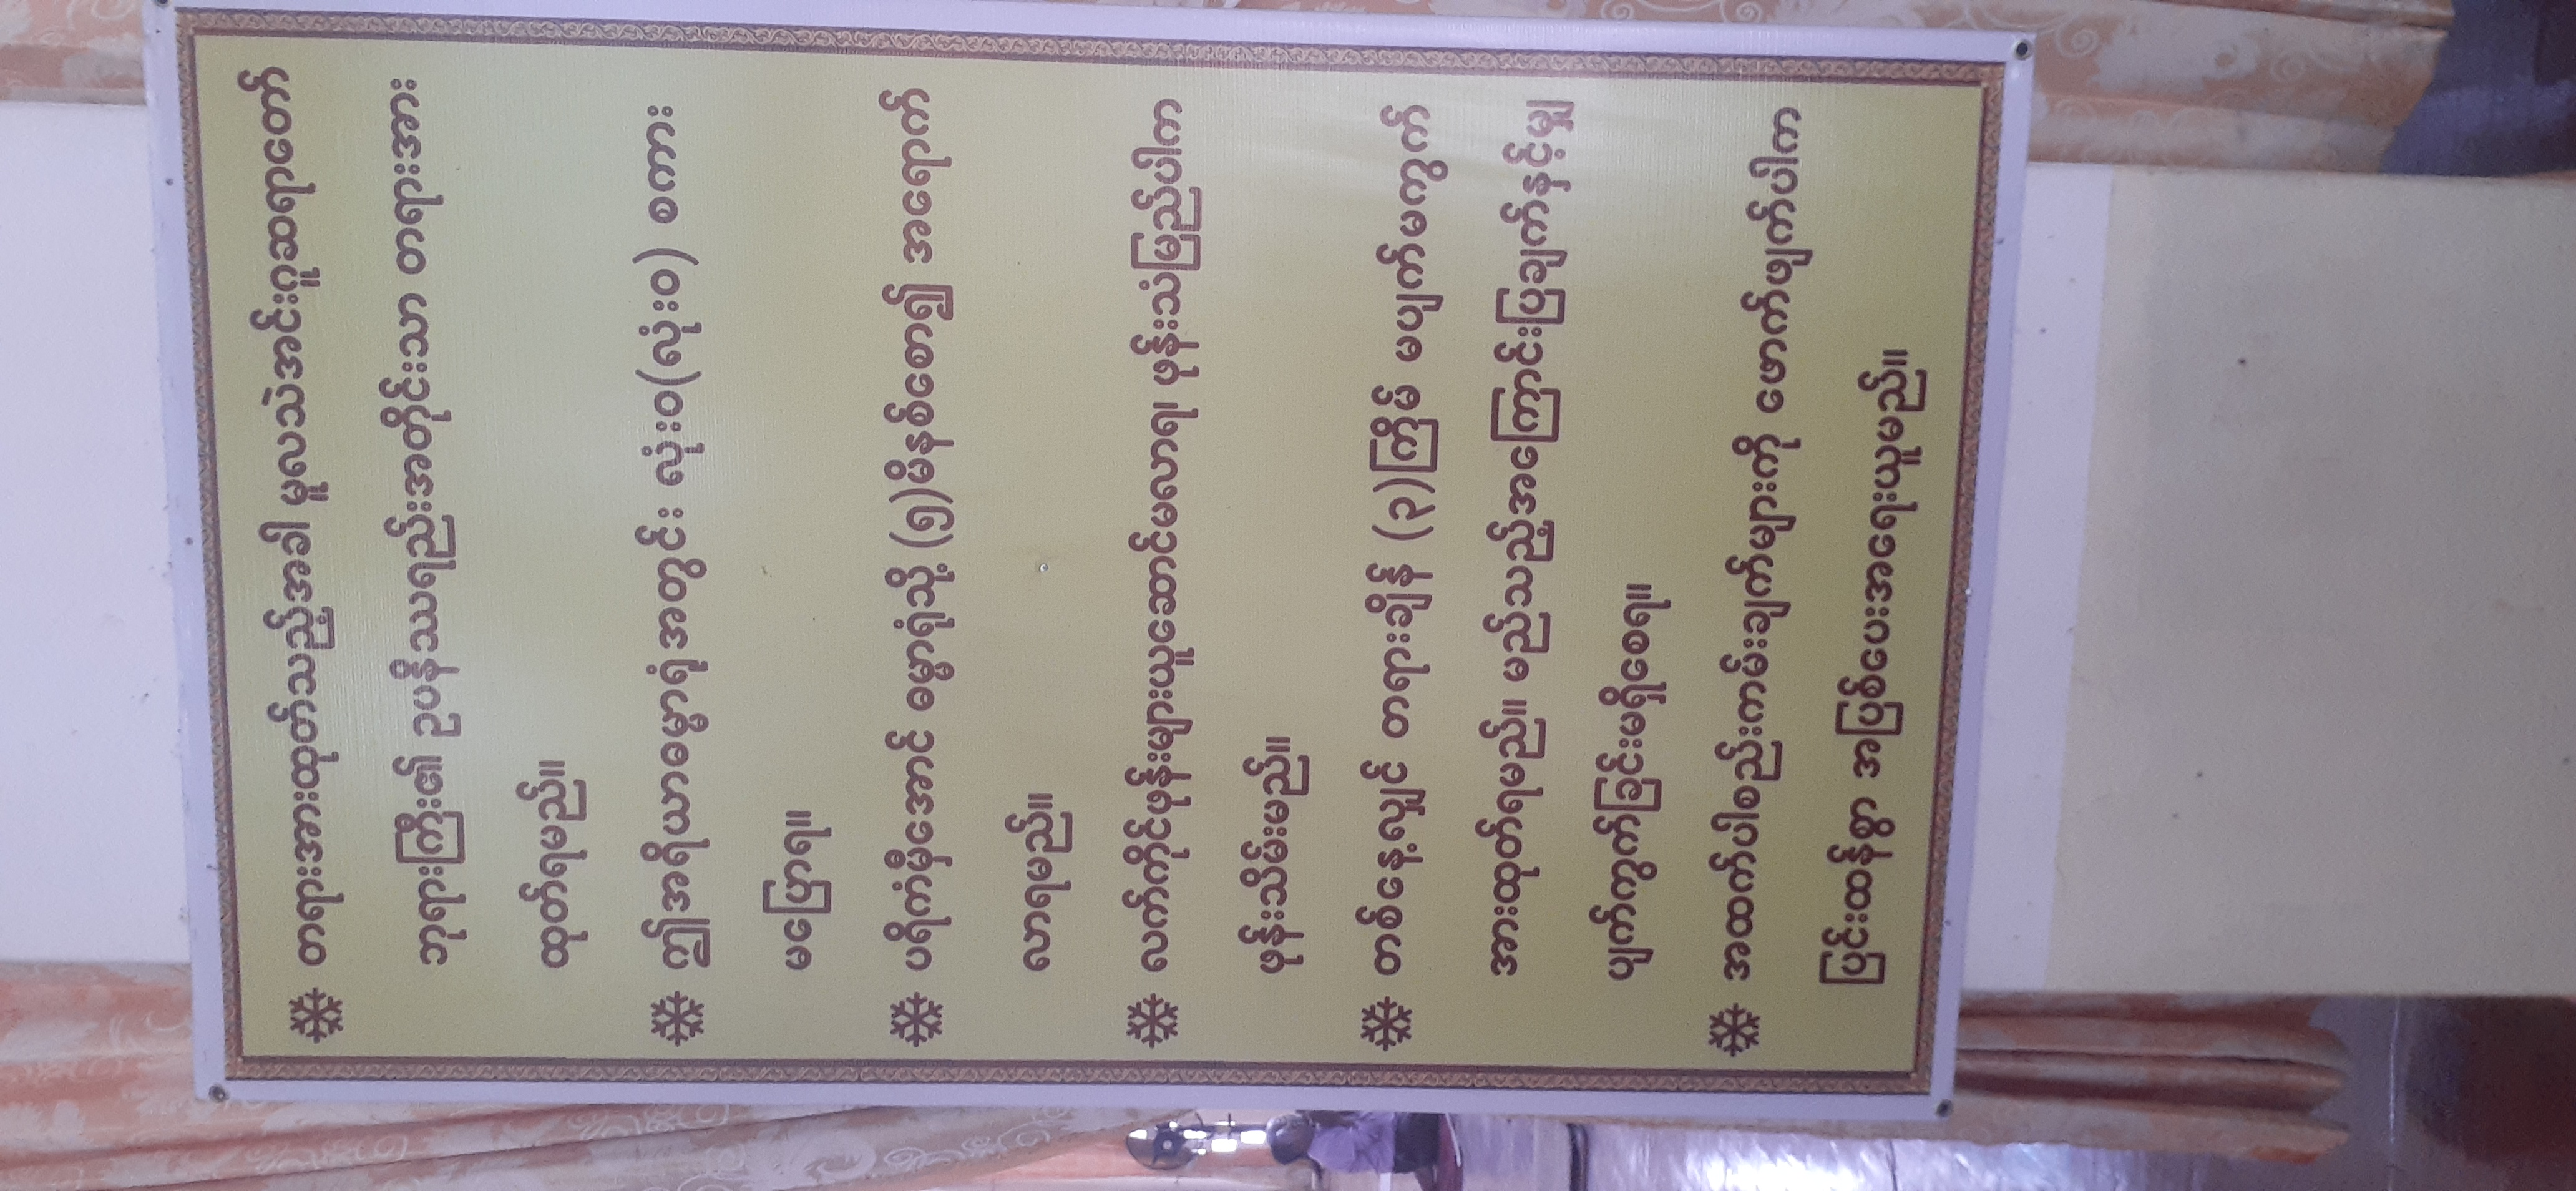 တရားအားထုတ်သည့်အခါ မူလသဲအင်းဂူဆရာတော်
ဘုရားကြီး၏ ဥပနိဿရည်းအတိုင်းသာ တရားအား
ထုတ်ရမည်။
ဤအရိယာဓမ္မာရုံအတွင်း လုံးဝ(လုံးဝ) စကား
မပြောရ။
ပရိကံမှီအောင် ဓမ္မာရုံသို့ (၅)မိနစ်စော၍ အရောက်
လာရမည်။
လက်ကိုင်ဖုန်းများယူဆောင်မလာရ၊ ဖုန်းသံမြည်ပါက
ဖုန်းသိမ်းမည်။
တစ်နေ့လျှင် တရားချိန် (၃)ကြိမ် မပျက်မကွက်
အားထုတ်ရမည်။ မည်သည့်အကြောင်းပြချက်နှင့်မျှ
ပျက်ကွက်ခြင်းမရှိစေရ။
အထက်ပါစည်းကမ်းချက်များကို ဖောက်ဖျက်ပါက
ပြင်းထန်စွာ အပြစ်ပေးအရေးယူမည်။